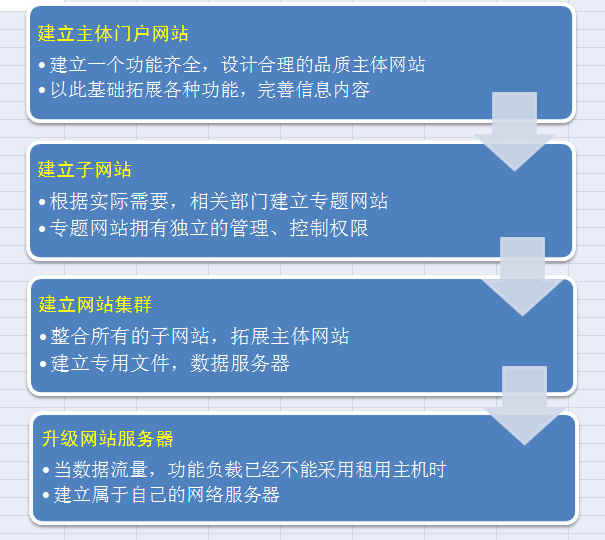 建立主体门户网站
•建立一个功能齐全，设计合理的品质主体网站
•以此基础拓展各种功能，完善信息内容
建立子网站
•根据实际需要，相关部门建立专题网站
•专题网站拥有独立的管理、控制权限
建立网站集群
•整合所有的子网站，拓展主体网站
•建立专用文件，数据服务器
升级网站服务器
•当数据流量，功能负裁已经不能采用租用主机时
•建立属于自己的网络服务器